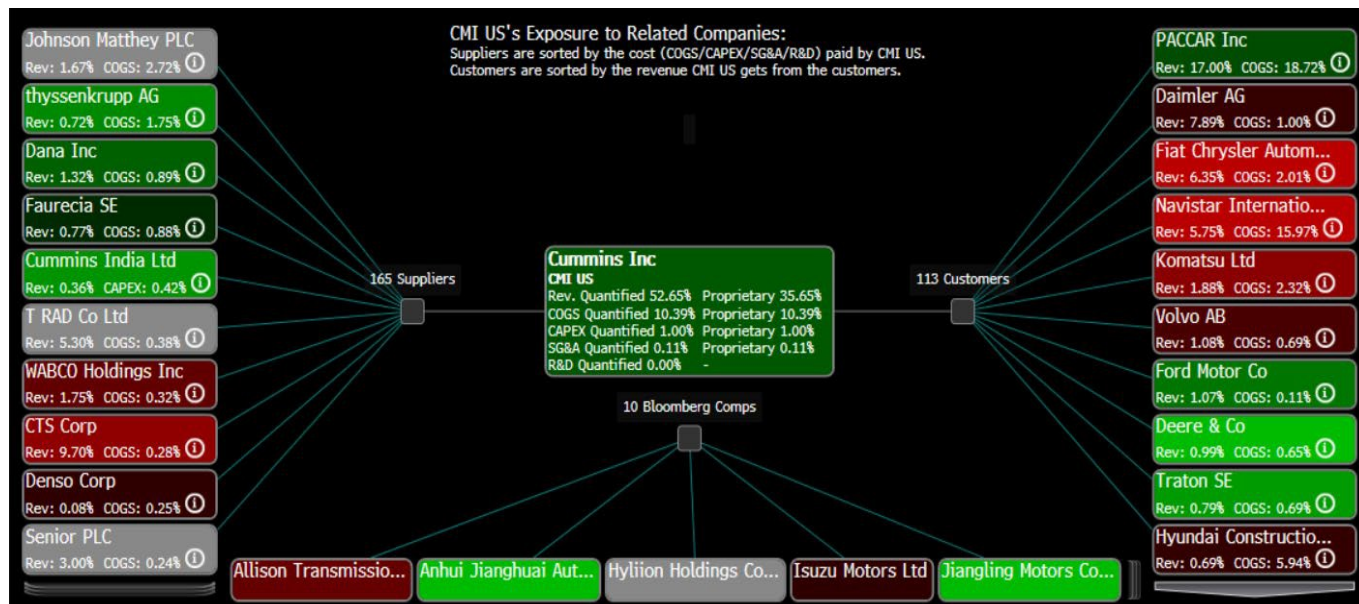 CMI US's Exposure to Related Companies:
Suppliers are sorted by the cost (COGS/CAPEX/SG&A/R&D) paid by CMI US.
Customers are sorted by the revenue CMI US gets from the customers.
Johnson Matthey PLC
Rev: 1.67% COGS: 2.72%
thyssenkrupp AG
Rev: 0.72% COGS: 1.75%
Dana Inc
Rev: 1.32% COGS: 0.89%
Faurecia SE
Rev: 0.77% COGS: 0.88%
Cummins India Ltd
Rev: 0.36% CAPEX: 0.42%
T RAD Co Ltd
Rev: 5.30% COGS: 0.38%
WABCO Holdings Inc
Rev: 1.75% COGS: 0.32%
CTS Corp
Rev: 9.70% COGS: 0.28%
Denso Corp
Rev: 0.08% COGS: 0.25%
Senior PLC
Rev: 3.00% COGS: 0.24%
165 Suppliers
Cummins Inc
CMI US
Rev. Quantified 52.65% Proprietary 35.65%
COGS Quantified 10.39% Proprietary 10.39%
CAPEX Quantified 1.00% Proprietary 1.00%
SG&A Quantified 0.11% Proprietary 0.11%
R&D Quantified 0.00% -
113 Customers
10 Bloomberg Comps
Allison Transmissio...
Anhui Jianghuai Aut...
Hyliion Holdings Co...
Isuzu Motors Ltd
Jiangling Motors Co...
PACCAR Inc
Rev: 17.00% COGS: 18.72%
Daimler AG
Rev: 7.89% COGS: 1.00%
Fiat Chrysler Autom...
Rev: 6.35% COGS: 2.01%
Navistar Internatio...
Rev: 5.75% COGS: 15.97%
Komatsu Ltd
Rev: 1.88% COGS: 2.32%
Volvo AB
Rev: 1.08% COGS: 0.69%
Ford Motor Co
Rev: 1.07% COGS: 0.11%
Deere & Co
Rev: 0.99% COGS: 0.65%
Traton SE
Rev: 0.79% COGS: 0.69%
Hyundai Constructio...
Rev: 0.69% COGS: 5.94%